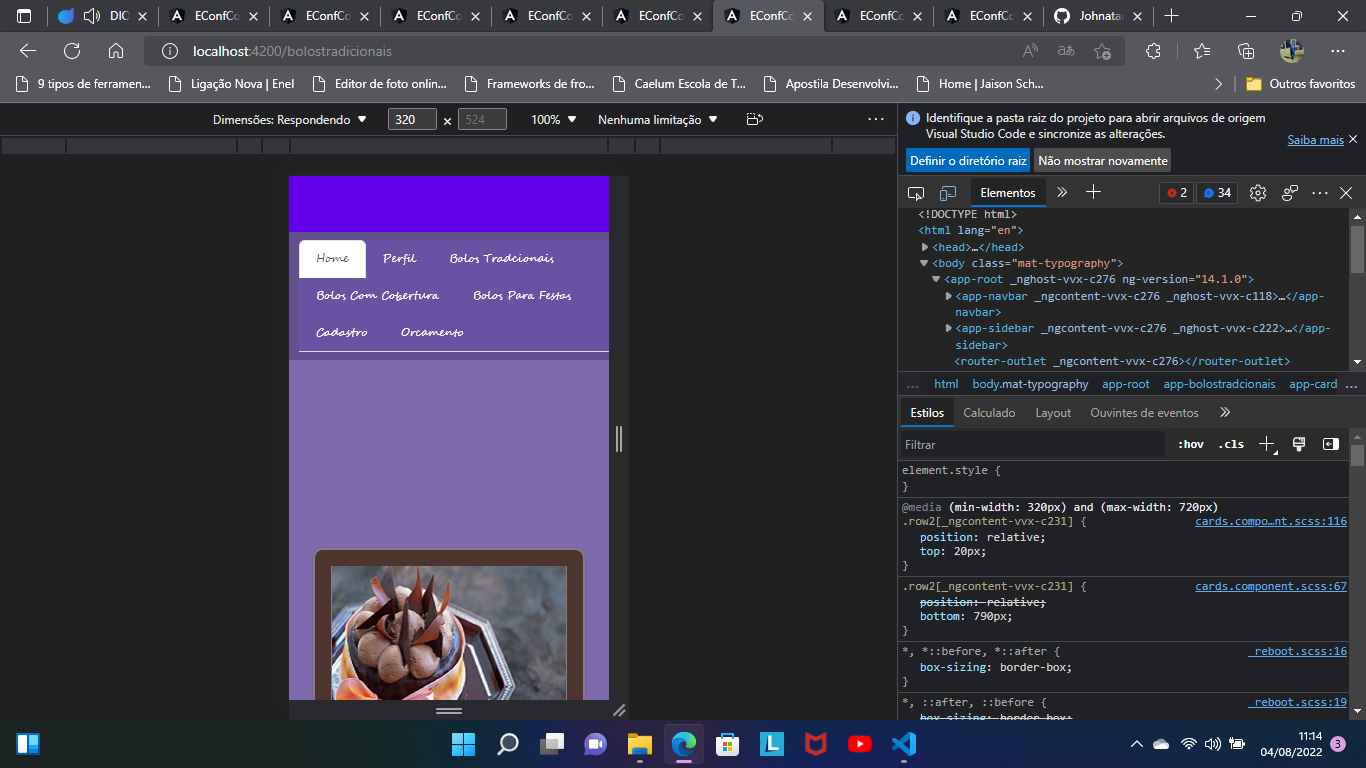 DIC
EConfCo
EConfCo
EConfCo
EConfCo
EConfCo
EConfCo
EConfCo
EConfCo
Johnatar
localhost:4200/bolostradicionais
9 tipos de ferramen...
Ligação Nova | Enel
Editor de foto onlin...
Frameworks de fro...
Caelum Escola de T...
Apostila Desenvolvi...
Home | Jaison Sch...
Outros favoritos
Dimensões: Respondendo
320
×
524
100%
Nenhuma limitação
Identifique a pasta raiz do projeto para abrir arquivos de origem
Visual Studio Code e sincronize as alterações.
Saiba mais
Definir o diretório raiz
Não mostrar novamente
Elementos
2
34
<!DOCTYPE html>
<html lang="en">
<head>…</head>
<body class="mat-typography">
<app-root _nghost-vvx-c276 ng-version="14.1.0">
<app-navbar _ngcontent-vvx-c276 _nghost-vvx-c118>…</app-
navbar>
<app-sidebar _ngcontent-vvx-c276 _nghost-vvx-c222>…</app-
sidebar>
<router-outlet _ngcontent-vvx-c276></router-outlet>
... html body.mat-typography app-root app-bolostradcionais app-card ...
Estilos
Calculado
Layout
Ouvintes de eventos
Filtrar
:hov
.cls
element.style {
}
@media (min-width: 320px) and (max-width: 720px)
.row2[_ngcontent-vvx-c231] {
cards.compo…nt.scss:116
position: relative;
top: 20px;
}
.row2[_ngcontent-vvx-c231] {
cards.component.scss:67
position: relative;
bottom: 790px;
}
*, *::before, *::after {
_reboot.scss:16
box-sizing: border-box;
}
*, ::after, ::before {
_reboot.scss:19
box-sizing: border-box;
Home
Perfil
Bolos Tradcionais
Bolos Com Cobertura
Bolos Para Festas
Cadastro
Orcamento
L
11:14
04/08/2022
3